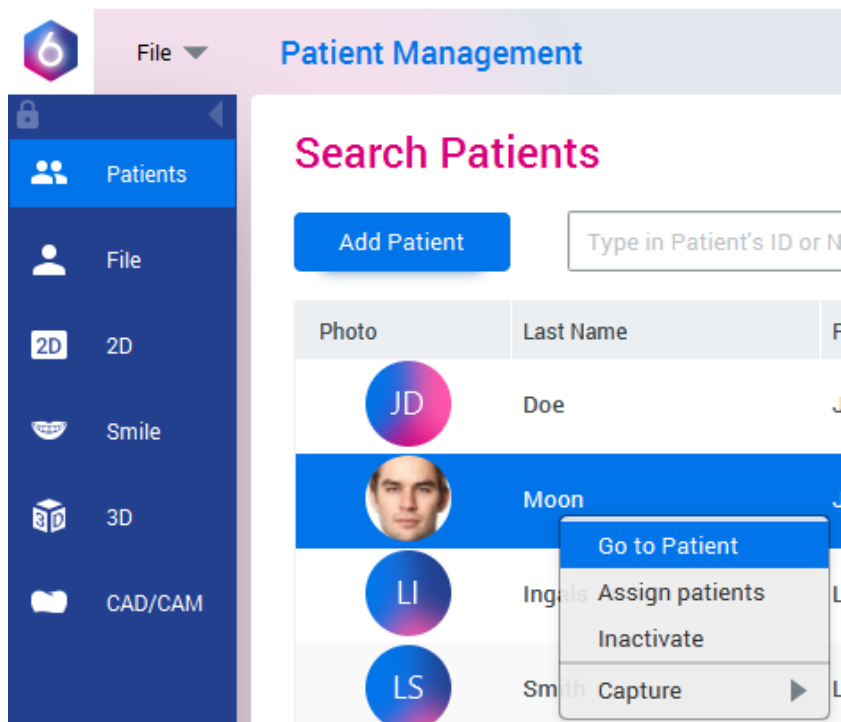 6
File
Patient Management
Patients
File
2D 2D
Smile
3D 3D
CAD/CAM
Search Patients
Add Patient
Type in Patient's ID or N
Photo Last Name F
JD Doe J
Moon J
Go to Patient
LI Assign patients L
Inactivate
LS Capture L